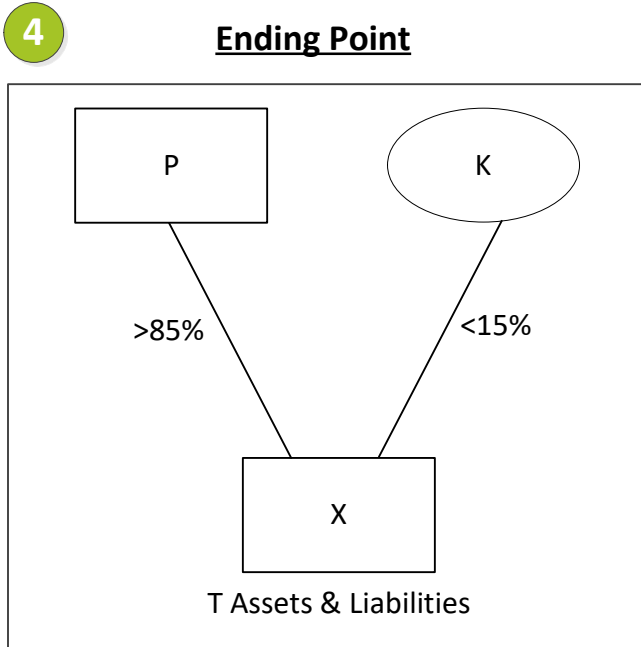 4
Ending Point
P
K
>85%
<15%
X
T Assets & Liabilities